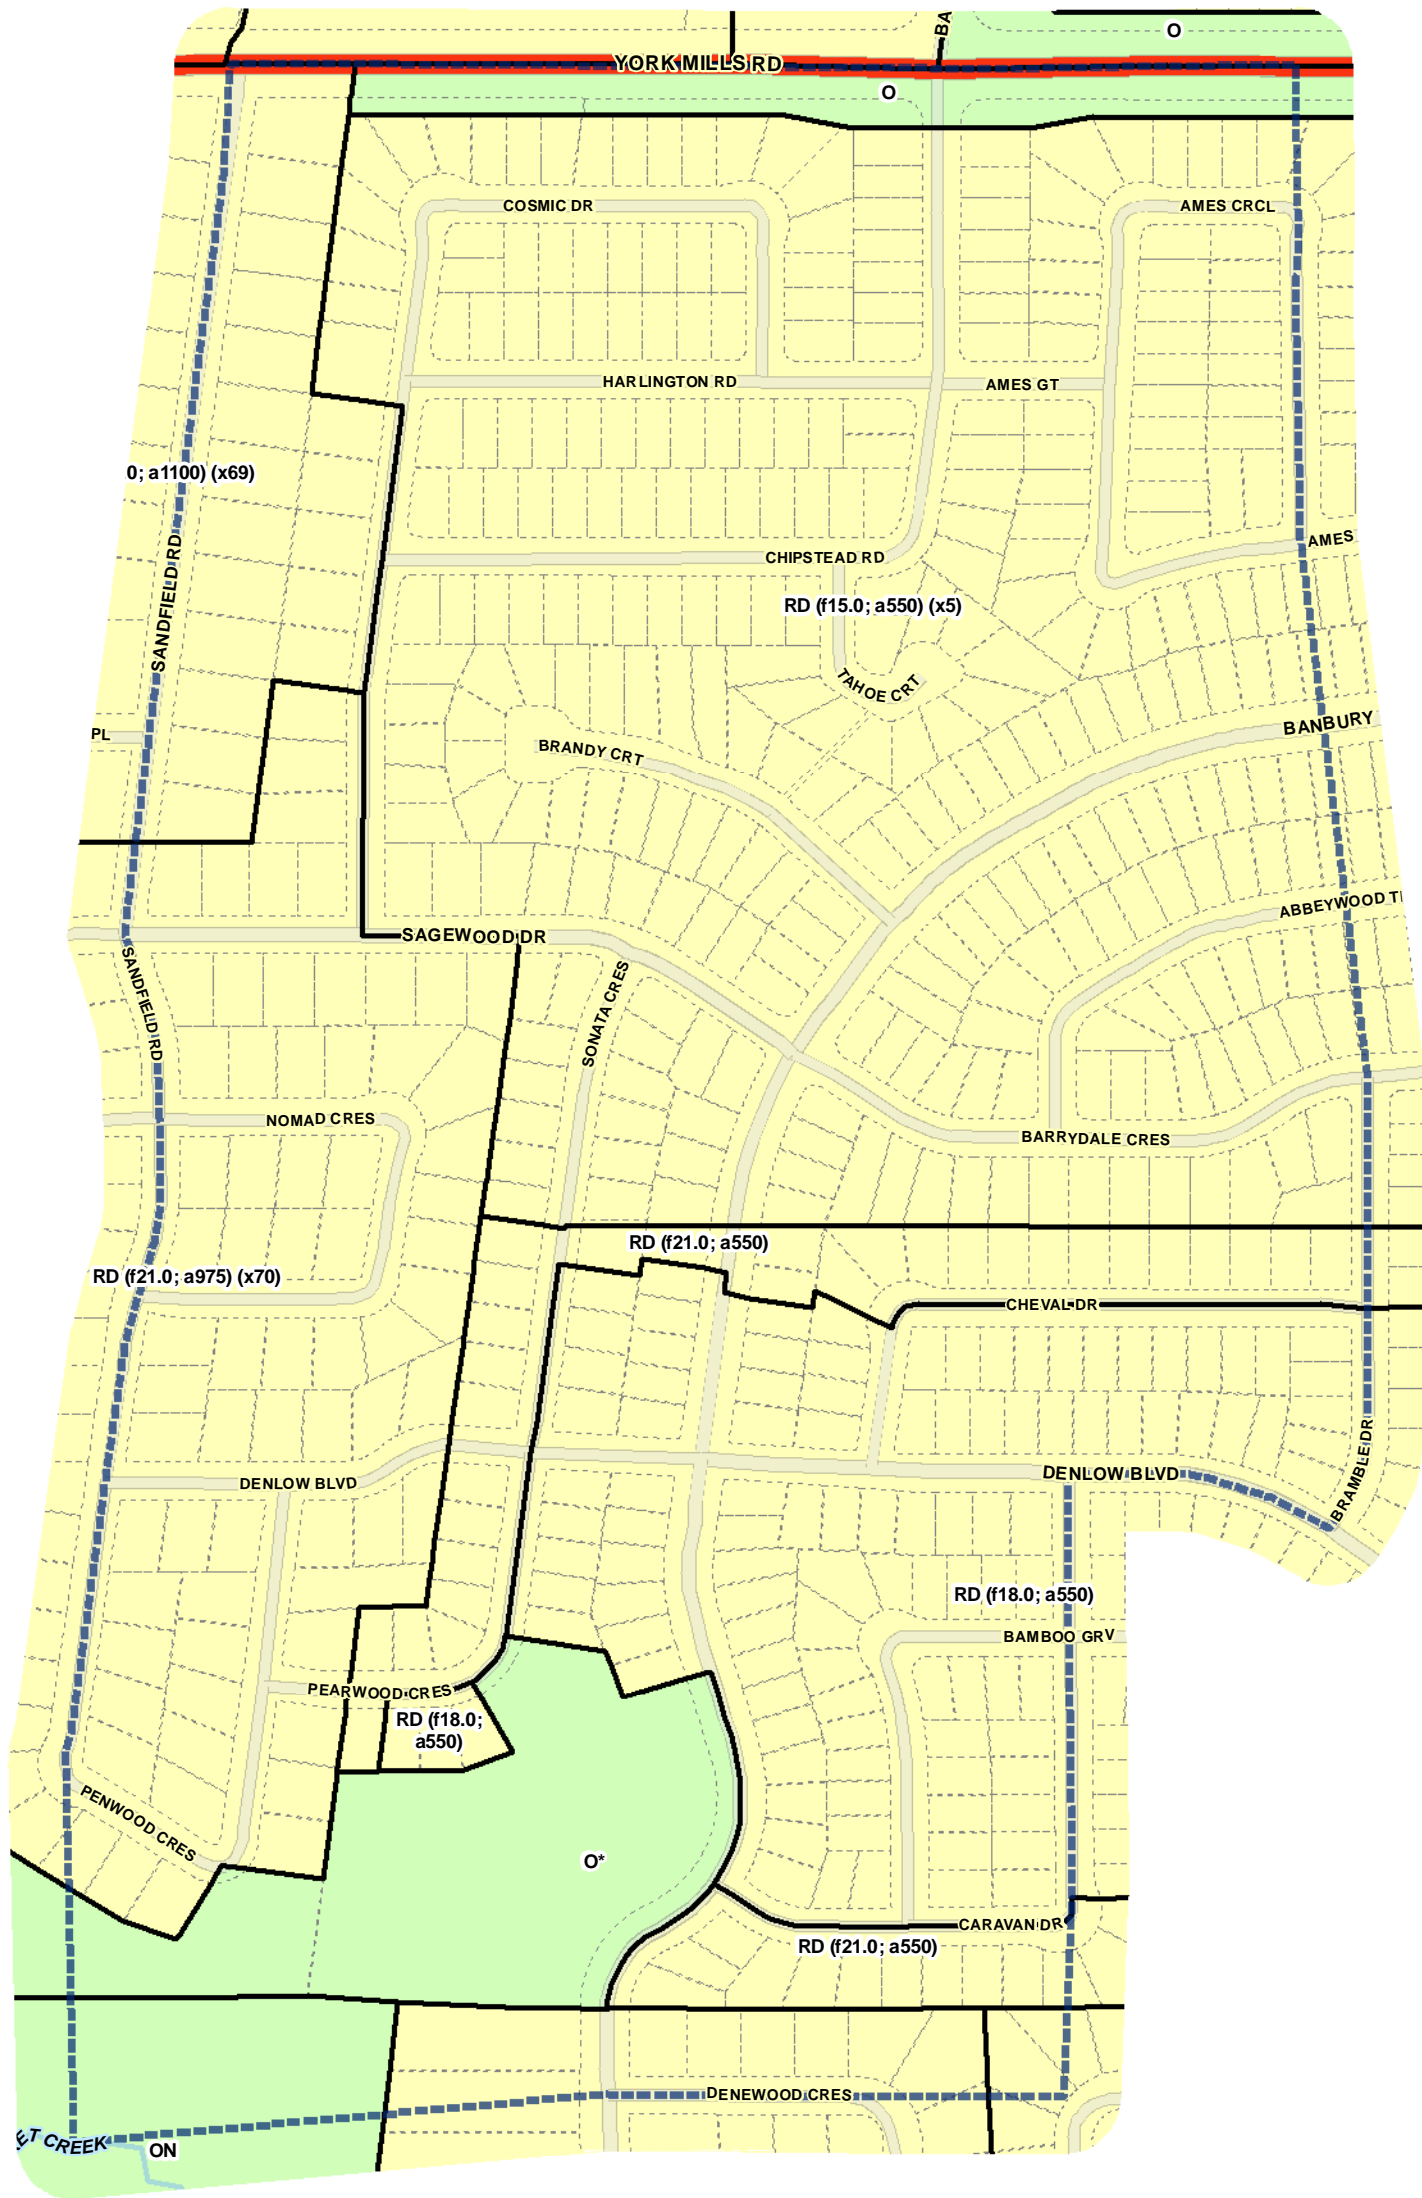 O
BA
YORK MILLS RD
O
COSMIC DR
AMES CRCL
HARLINGTON RD
AMES GT
0; a1100) (x69)
SANDFIELD RD
CHIPSTEAD RD
AMES
RD (f15.0; a550) (x5)
TAHOE CRT
PL
BRANDY CRT
BANBURY
ABBEYWOOD T
SAGEWOOD DR
SANDFIELD RD
SONATA CRES
NOMAD CRES
BARRYDALE CRES
RD (f21.0; a550)
RD (f21.0; a975) (x70)
CHEVAL DR
DENLOW BLVD
DENLOW BLVD
BRAMBLE DR
RD (f18.0; a550)
BAMBOO GRV
PEARWOOD CRES
RD (f18.0;
a550)
PENWOOD CRES
O*
CARAVAN DR
RD (f21.0; a550)
DENEWOOD CRES
ET CREEK
ON